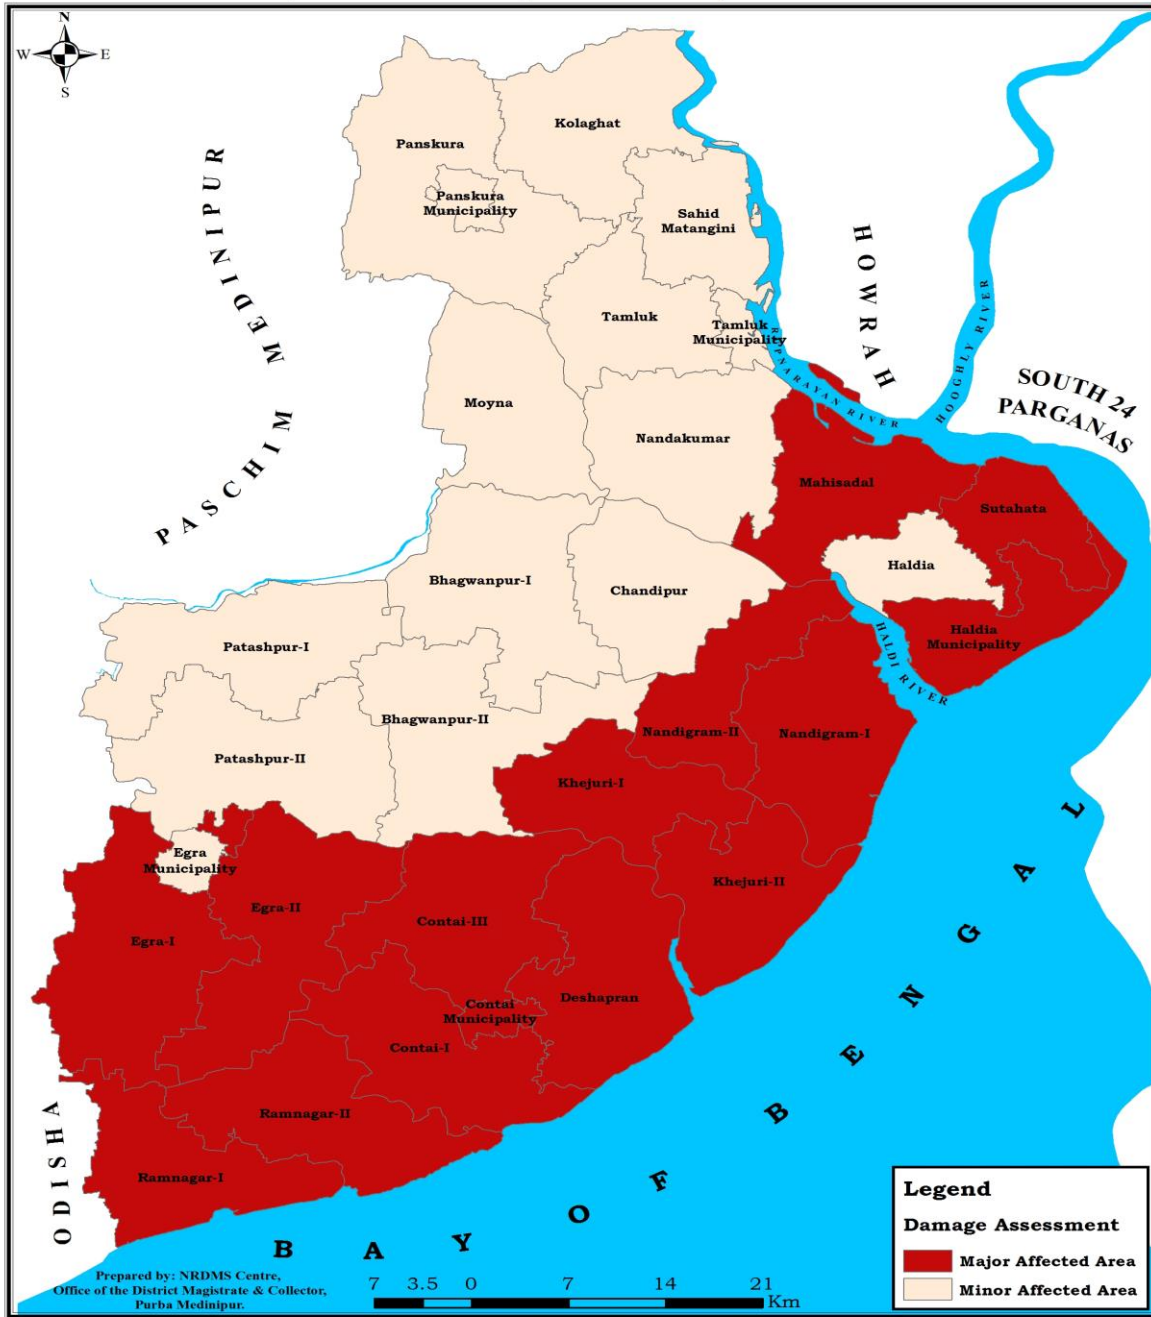 N
W E
S
Kolaghat
Panskura
Panskura
Municipality
Sahid
Matangini
PASCHIM MEDINIPUR
HOWRAH
HOOGHLY RIVER
Tamluk
Tamluk
Municipality
RUPNARAYAN RIVER
SOUTH 24
PARGANAS
Moyna
Nandakumar
Mahisadal
Sutahata
Haldia
Bhagwanpur-I
Chandipur
Haldia
Municipality
HALDI RIVER
Patashpur-I
Bhagwanpur-II
Nandigram-II
Nandigram-I
Patashpur-II
Khejuri-I
Egra
Municipality
Khejuri-II
Egra-II
Contai-III
Egra-I
Deshapran
Contai
Municipality
Contai-I
Ramnagar-II
Ramnagar-I
ODISHA
BAY OF BENGAL
Legend
Damage Assessment
Major Affected Area
Minor Affected Area
Prepared by: NRDMS Centre,
Office of the District Magistrate & Collector,
Purba Medinipur.
7 3.5 0 7 14 21
Km